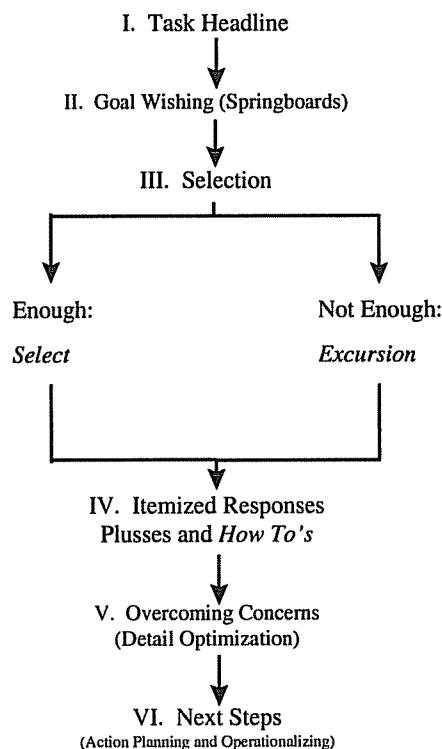 I. Task Headline
II. Goal Wishing (Springboards)
III. Selection
Enough:
Select
Not Enough:
Excursion
IV. Itemized Responses
Plusses and How To's
V. Overcoming Concerns
(Detail Optimization)
VI. Next Steps
(Action Planning and Operationalizing)